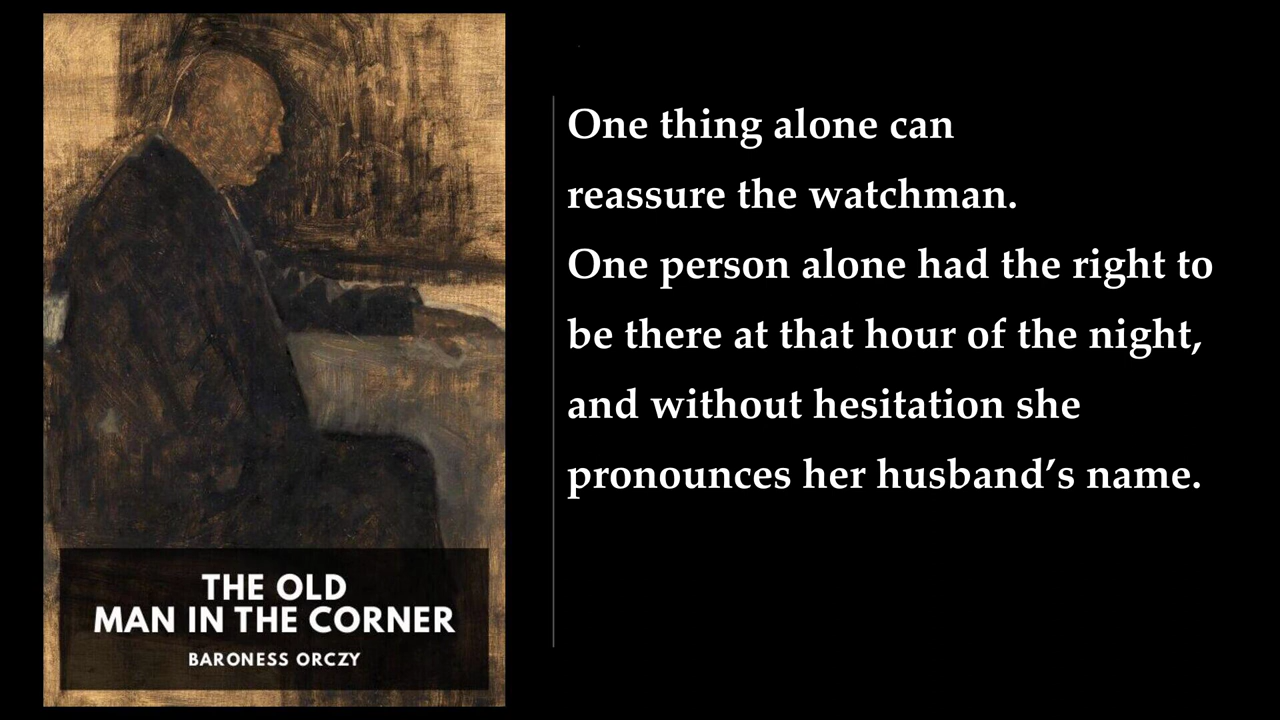 THE OLD
MAN IN THE CORNER
BARONESS ORCZY
One thing alone can
reassure the watchman.
One person alone had the right to
be there at that hour of the night,
and without hesitation she
pronounces her husband’s name.